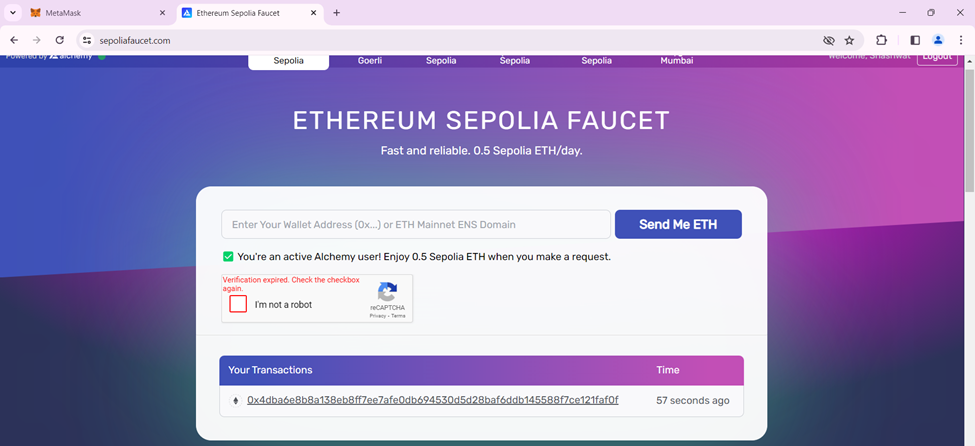 MetaMask
Ethereum Sepolia Faucet
sepoliafaucet.com
Powered by alchemy
Sepolia
Goerli
Sepolia
Sepolia
Sepolia
Mumbai
Welcome, Shashwat
Logout
ETHEREUM SEPOLIA FAUCET
Fast and reliable. 0.5 Sepolia ETH/day.
Enter Your Wallet Address (0x...) or ETH Mainnet ENS Domain
Send Me ETH
You're an active Alchemy user! Enjoy 0.5 Sepolia ETH when you make a request.
Verification expired. Check the checkbox
again.
I'm not a robot
reCAPTCHA
Privacy - Terms
Your Transactions
Time
0x4dba6e8b8a138eb8ff7ee7afe0db694530d5d28baf6ddb145588f7ce121faf0f
57 seconds ago